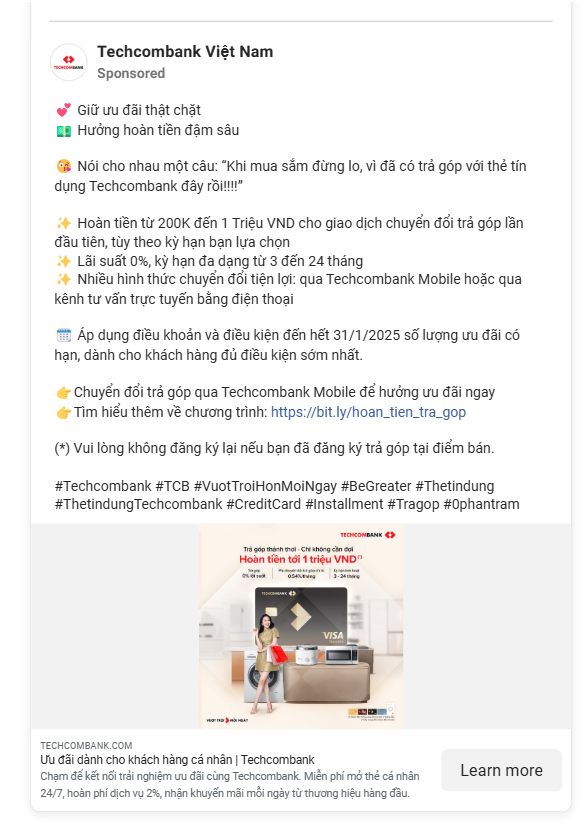 Techcombank Việt Nam
Sponsored
TECHCOMBANK
💕 Giữ ưu đãi thật chặt
💵 Hưởng hoàn tiền đậm sâu
😘 Nói cho nhau một câu: “Khi mua sắm đừng lo, vì đã có trả góp với thẻ tín
dụng Techcombank đây rồi!!!!”
✨ Hoàn tiền từ 200K đến 1 Triệu VND cho giao dịch chuyển đổi trả góp lần
đầu tiên, tùy theo kỳ hạn bạn lựa chọn
✨ Lãi suất 0%, kỳ hạn đa dạng từ 3 đến 24 tháng
✨ Nhiều hình thức chuyển đổi tiện lợi: qua Techcombank Mobile hoặc qua
kênh tư vấn trực tuyến bằng điện thoại
🗓️ Áp dụng điều khoản và điều kiện đến hết 31/1/2025 số lượng ưu đãi có
hạn, dành cho khách hàng đủ điều kiện sớm nhất.
👉Chuyển đổi trả góp qua Techcombank Mobile để hưởng ưu đãi ngay
👉Tìm hiểu thêm về chương trình: https://bit.ly/hoan_tien_tra_gop
(*) Vui lòng không đăng ký lại nếu bạn đã đăng ký trả góp tại điểm bán.
#Techcombank #TCB #VuotTroiHonMoiNgay #BeGreater #Thetindung
#ThetindungTechcombank #CreditCard #Installment #Tragop #0phantram
TECHCOMBANK
Trả góp thảnh thơi - Chi không cần đợi
Hoàn tiền tới 1 triệu VND(*)
Trả góp
0% lãi suất
0.54%/tháng
3 - 24 tháng
TECHCOMBANK
VISA
VƯỢT TRỘI MỖI NGÀY
TECHCOMBANK.COM
Ưu đãi dành cho khách hàng cá nhân | Techcombank
Chạm để kết nối trải nghiệm ưu đãi cùng Techcombank. Miễn phí mở thẻ cá nhân
24/7, hoàn phí dịch vụ 2%, nhận khuyến mãi mỗi ngày từ thương hiệu hàng đầu.
Learn more